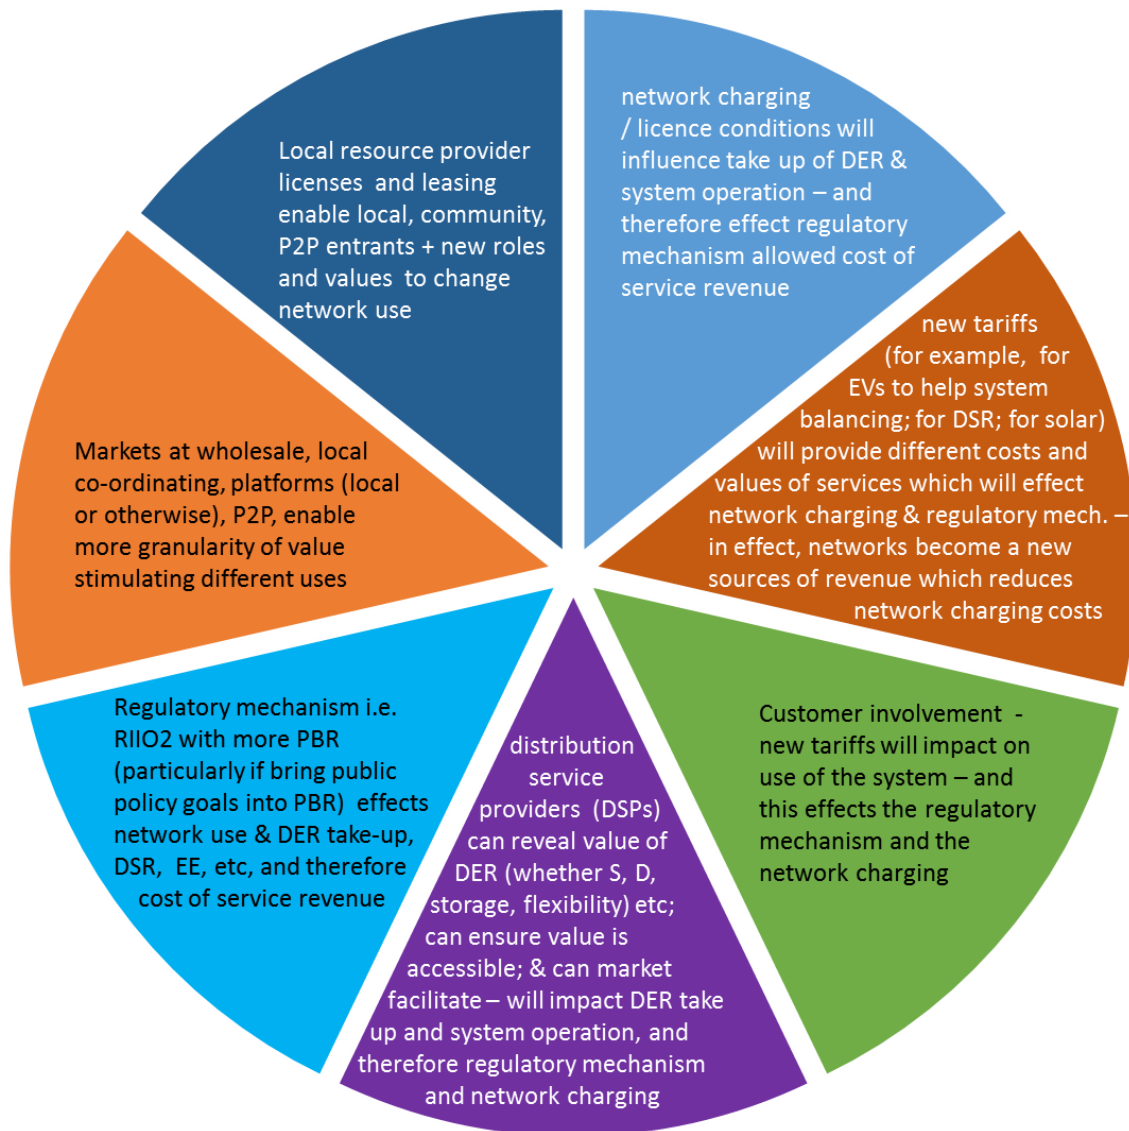 network charging
/ licence conditions will
influence take up of DER &
system operation – and
therefore effect regulatory
mechanism allowed cost of
service revenue
new tariffs
(for example, for
EVs to help system
balancing; for DSR; for solar)
will provide different costs and
values of services which will effect
network charging & regulatory mech. –
in effect, networks become a new
sources of revenue which reduces
network charging costs
Customer involvement -
new tariffs will impact on
use of the system – and
this effects the regulatory
mechanism and the
network charging
distribution
service
providers (DSPs)
can reveal value of
DER (whether S, D,
storage, flexibility) etc;
can ensure value is
accessible; & can market
facilitate – will impact DER take
up and system operation, and
therefore regulatory mechanism
and network charging
Regulatory mechanism i.e.
RIIO2 with more PBR
(particularly if bring public
policy goals into PBR) effects
network use & DER take-up,
DSR, EE, etc, and therefore
cost of service revenue
Markets at wholesale, local
co-ordinating, platforms (local
or otherwise), P2P, enable
more granularity of value
stimulating different uses
Local resource provider
licenses and leasing
enable local, community,
P2P entrants + new roles
and values to change
network use